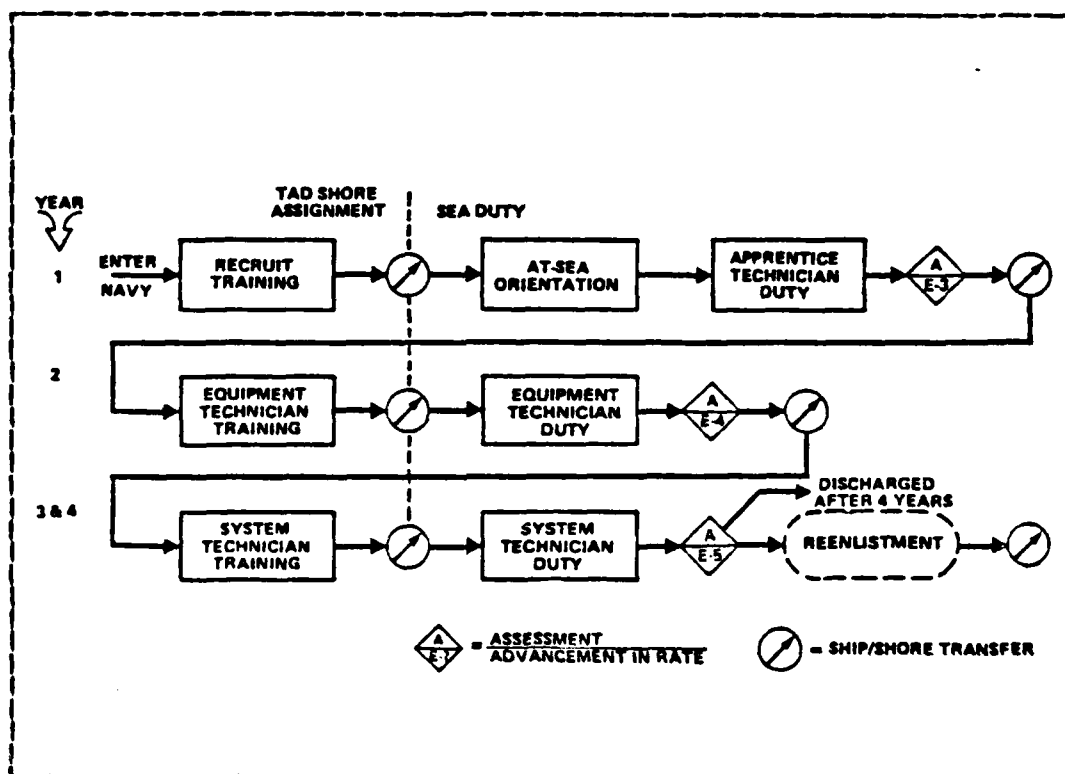 YEAR
TAD SHORE
ASSIGNMENT
SEA DUTY
1
ENTER
NAVY
RECRUIT
TRAINING
AT-SEA
ORIENTATION
APPRENTICE
TECHNICIAN
DUTY
A
E-3
2
EQUIPMENT
TECHNICIAN
TRAINING
EQUIPMENT
TECHNICIAN
DUTY
A
E-4
3 & 4
SYSTEM
TECHNICIAN
TRAINING
SYSTEM
TECHNICIAN
DUTY
A
E-5
DISCHARGED
AFTER 4 YEARS
REENLISTMENT
A
= ASSESSMENT
ADVANCEMENT IN RATE
= SHIP/SHORE TRANSFER